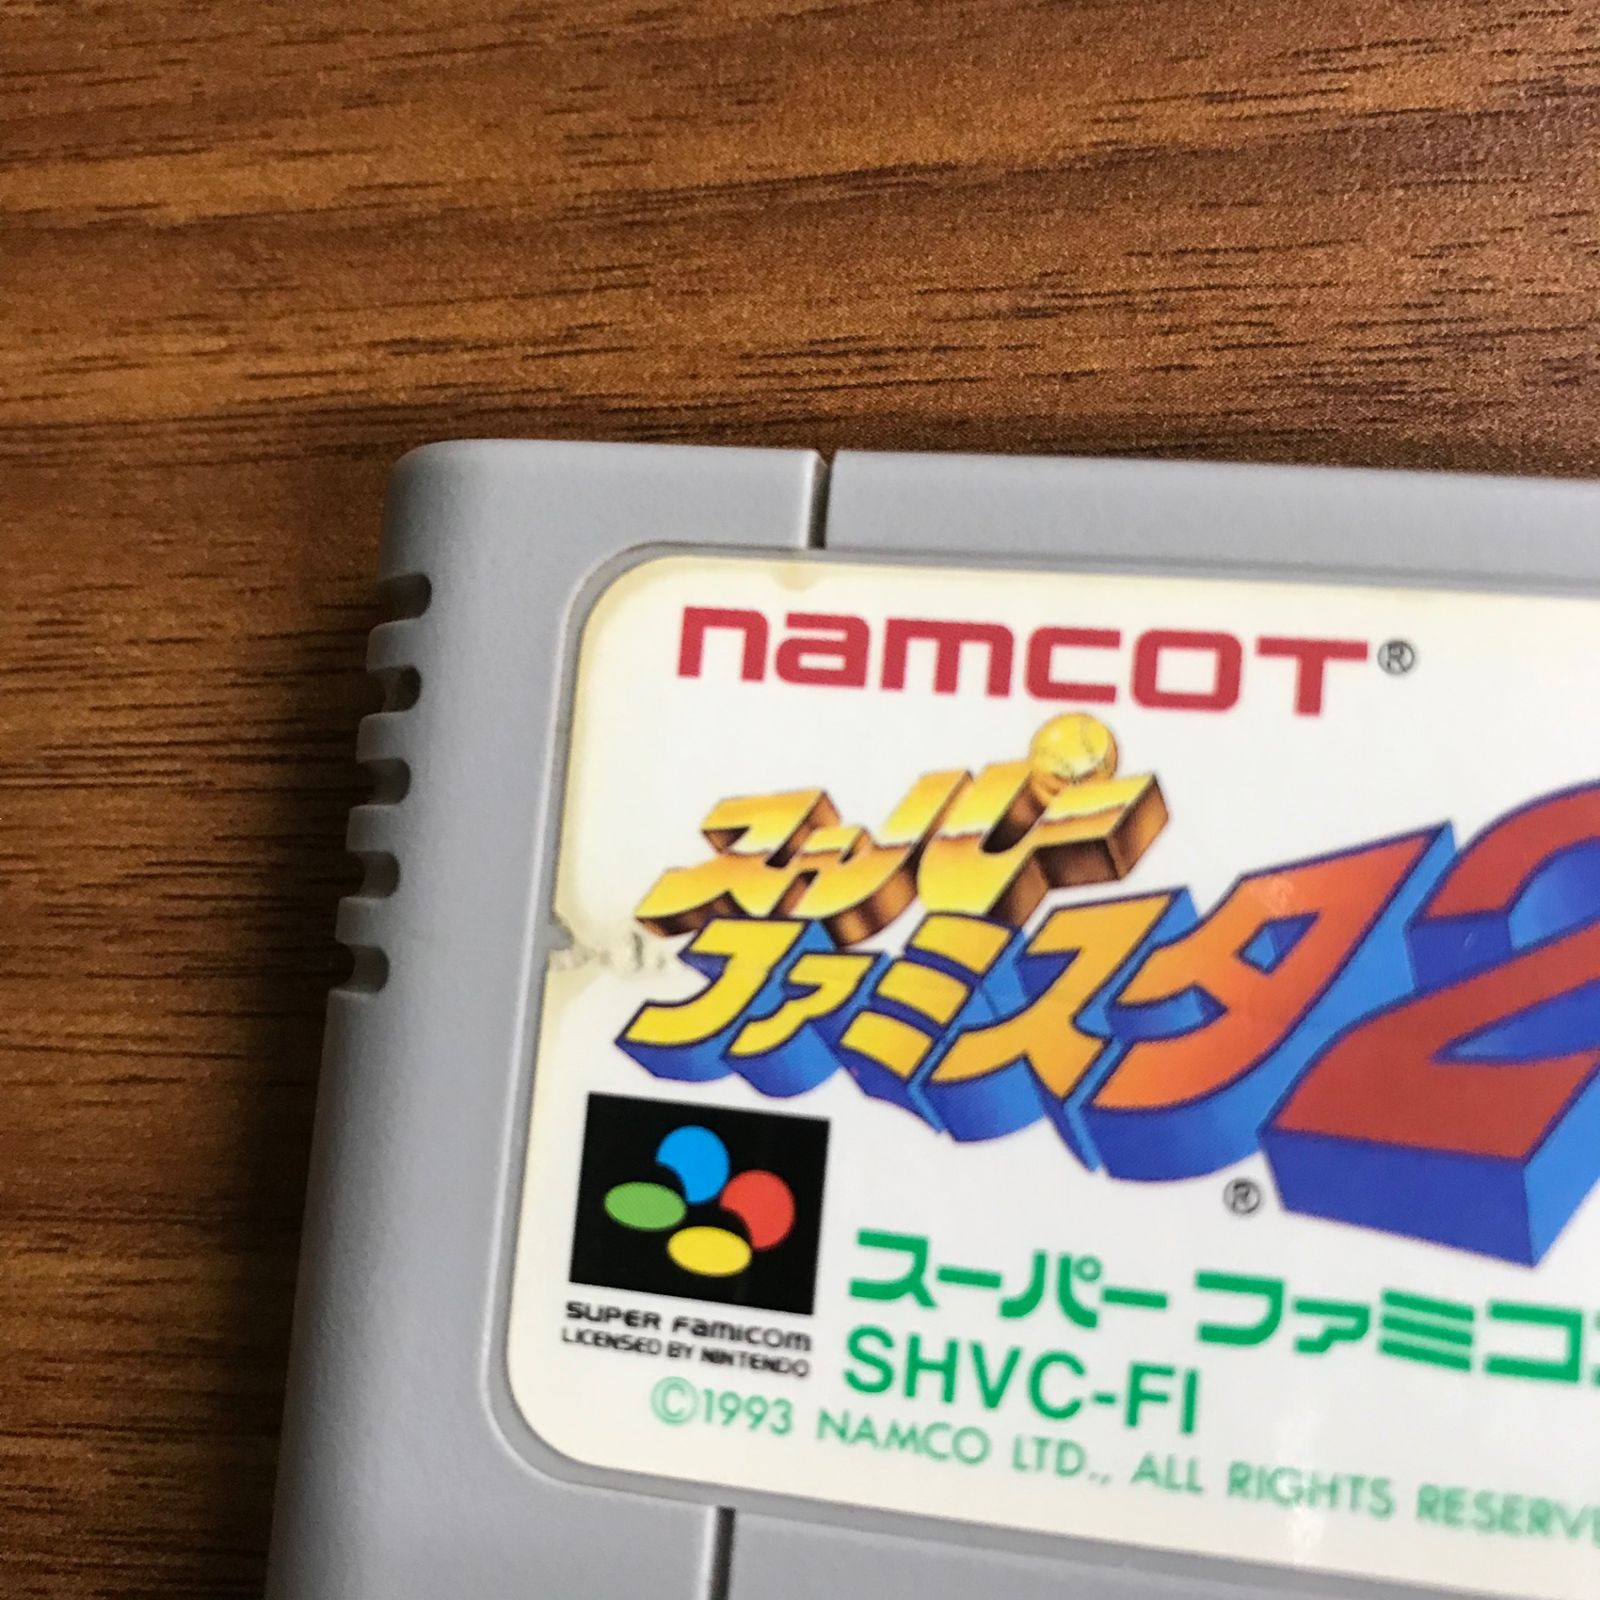 namcoT®
スーパー
ファミスタ2
®
SUPER FAMICOM
LICENSED BY NINTENDO
スーパー ファミコ
SHVC-FI
©1993 NAMCO LTD., ALL RIGHTS RESERVE